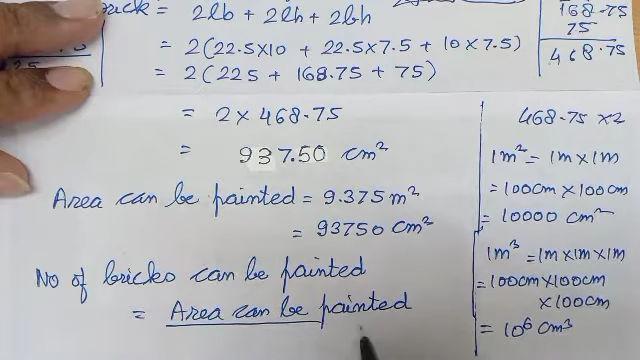 rick = 2lb + 2lh + 2bh
= 2(22.5×10 + 22.5×7.5 + 10×7.5)
= 2(225 + 168.75 + 75)
= 2×468.75
= 937.50 cm²
Area can be painted = 9.375 m²
= 93750 cm²
No of bricks can be painted
= Area can be painted
168.75
75
468.75
468.75 ×2
1m² = 1m×1m
= 100cm×100cm
= 10000 cm²
1m³ = 1m×1m×1m
= 100cm×100cm
×100cm
= 10⁶ cm³